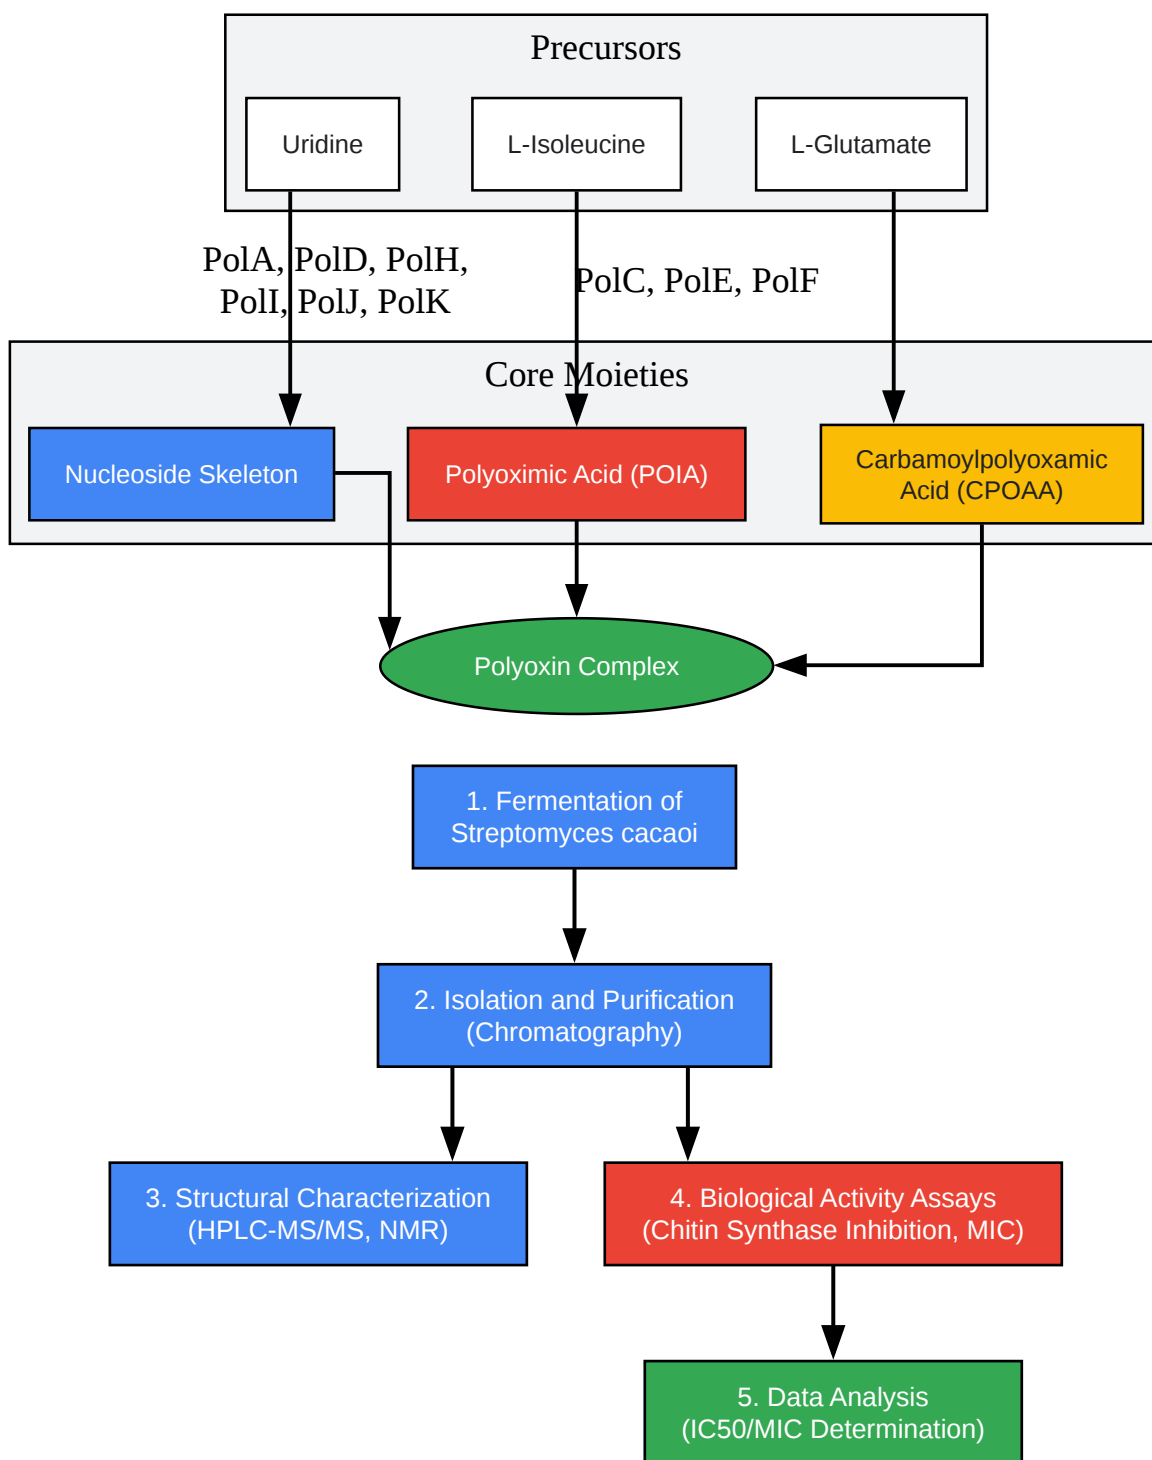 Precursors
Uridine
L-Isoleucine
L-Glutamate
PolA, PolD, PolH,
PolI, PolJ, PolK
PolC, PolE, PolF
Core Moieties
Nucleoside Skeleton
Polyoximic Acid (POIA)
Carbamoylpolyoxamic
Acid (CPOAA)
Polyoxin Complex
1. Fermentation of
Streptomyces cacaoi
2. Isolation and Purification
(Chromatography)
3. Structural Characterization
(HPLC-MS/MS, NMR)
4. Biological Activity Assays
(Chitin Synthase Inhibition, MIC)
5. Data Analysis
(IC50/MIC Determination)